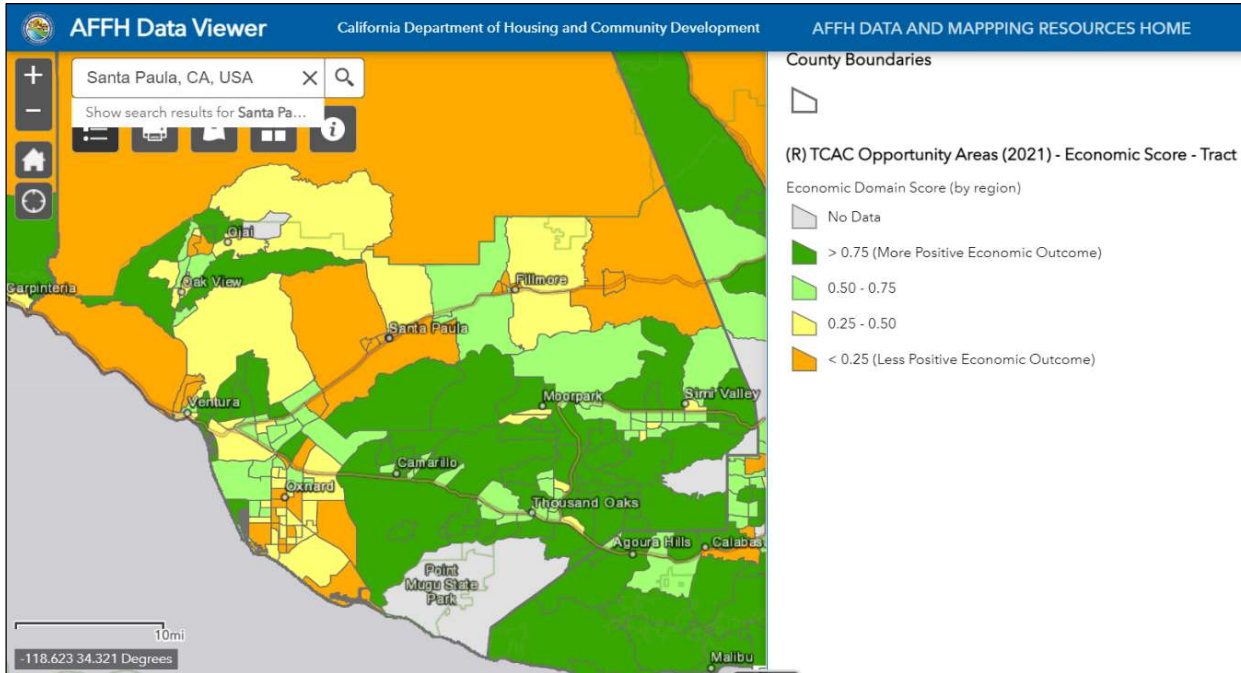 AFFH Data Viewer
California Department of Housing and Community Development
AFFH DATA AND MAPPPING RESOURCES HOME
+
Santa Paula, CA, USA
−
Show search results for Santa Pa...
County Boundaries
(R) TCAC Opportunity Areas (2021) - Economic Score - Tract
Economic Domain Score (by region)
No Data
> 0.75 (More Positive Economic Outcome)
0.50 - 0.75
0.25 - 0.50
< 0.25 (Less Positive Economic Outcome)
Ojai
Oak View
Carpinteria
Fillmore
Santa Paula
Ventura
Moorpark
Simi Valley
Camarillo
Oxnard
Thousand Oaks
Agoura Hills
Calabas
Point
Mugu State
Park
Malibu
10mi
-118.623 34.321 Degrees